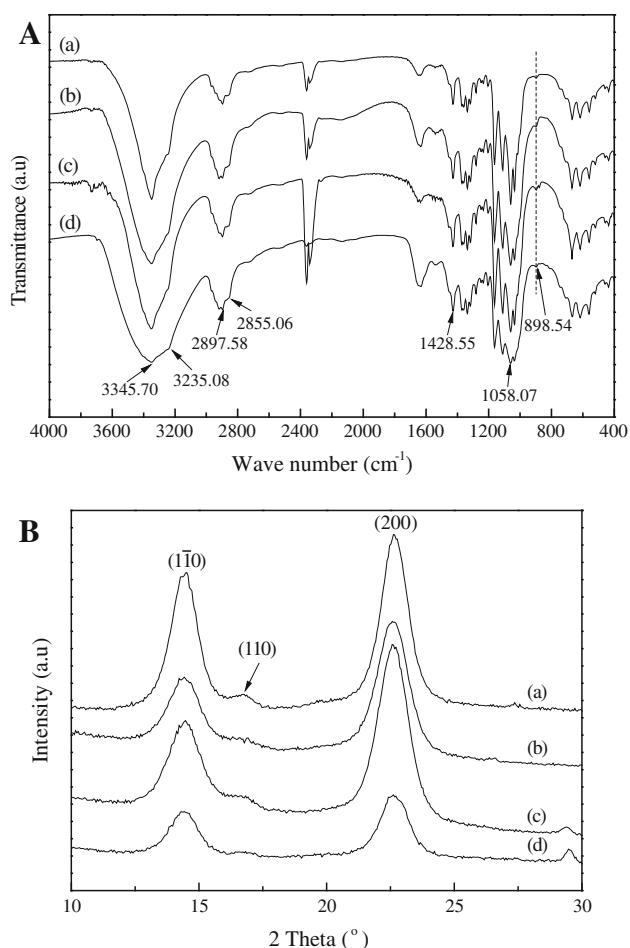 A
(a)
(b)
(c)
(d)
Transmittance (a.u)
2855.06
2897.58
3235.08
3345.70
1428.55
898.54
1058.07
4000 3600 3200 2800 2400 2000 1600 1200 800 400
Wave number (cm⁻¹)
B
(11̅0)
(110)
(200)
(a)
(b)
(c)
(d)
Intensity (a.u)
10 15 20 25 30
2 Theta (°)